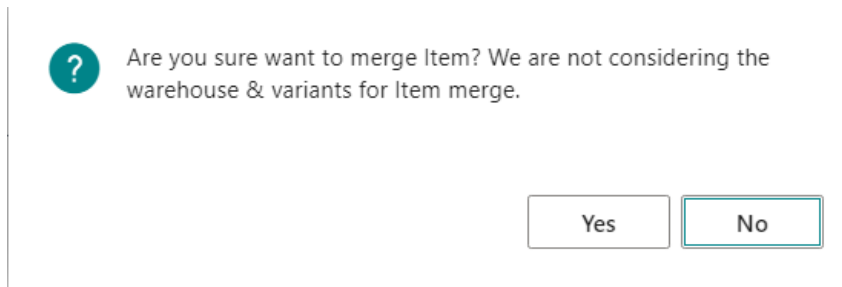 ?
Are you sure want to merge Item? We are not considering the
warehouse & variants for Item merge.
Yes No